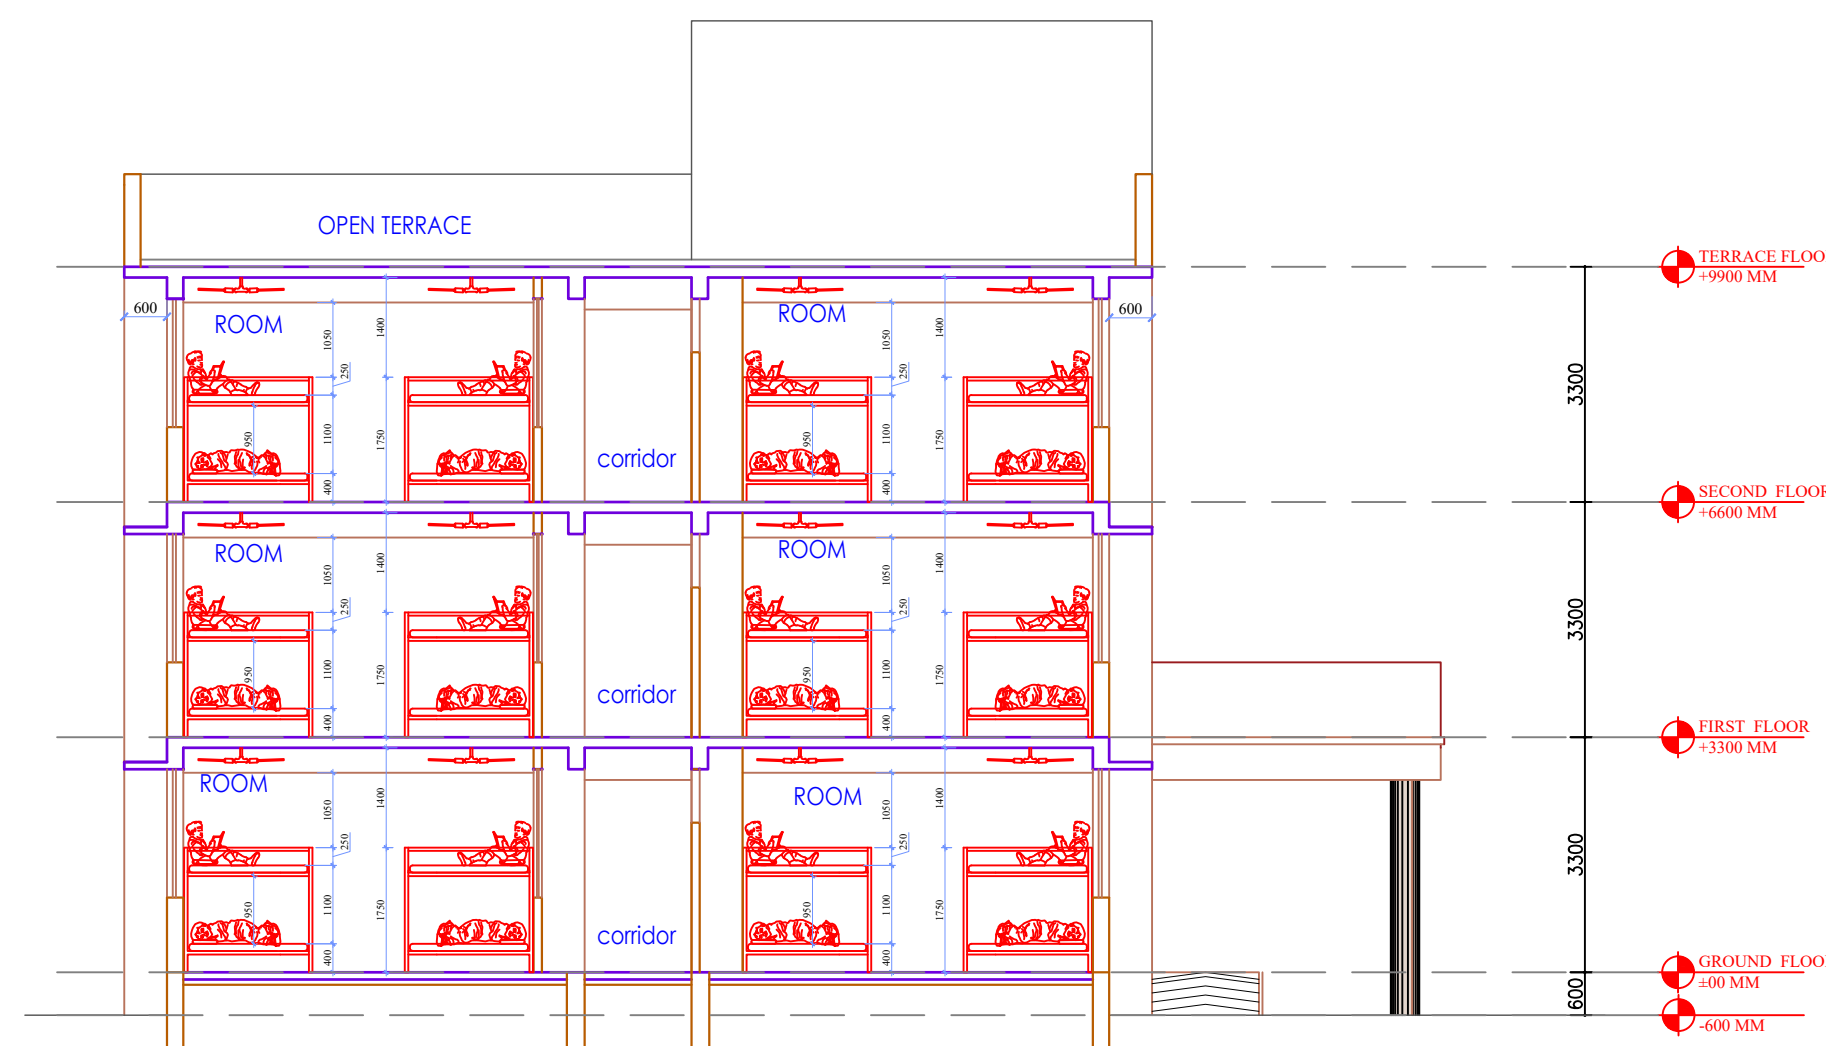 OPEN TERRACE
TERRACE FLOO
+9900 MM
600
ROOM
1050
1400
250
ROOM
1050
1400
250
600
3300
950
1100
1750
400
corridor
950
1100
1750
400
SECOND FLOOR
+6600 MM
ROOM
1050
1400
250
ROOM
1050
1400
250
3300
950
1100
1750
400
corridor
950
1100
1750
400
FIRST FLOOR
+3300 MM
ROOM
1050
1400
250
ROOM
1050
1400
250
3300
950
1100
1750
400
corridor
950
1100
1750
400
GROUND FLOO
±00 MM
600
-600 MM